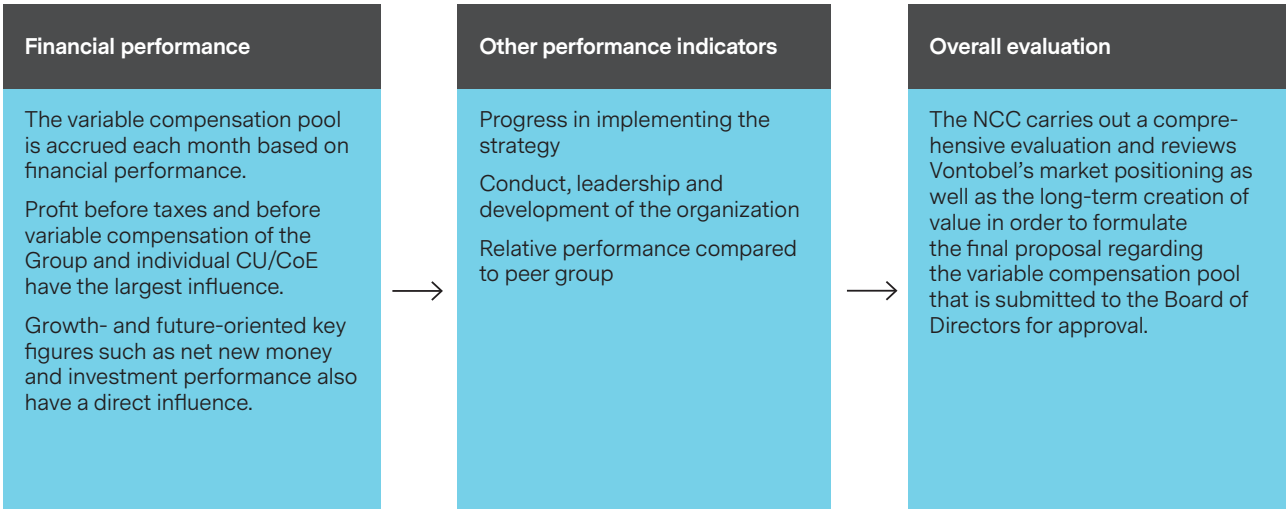 Financial performance
The variable compensation pool
is accrued each month based on
financial performance.
Profit before taxes and before
variable compensation of the
Group and individual CU/CoE
have the largest influence.
Growth- and future-oriented key
figures such as net new money
and investment performance also
have a direct influence.
Other performance indicators
Progress in implementing the
strategy
Conduct, leadership and
development of the organization
Relative performance compared
to peer group
Overall evaluation
The NCC carries out a compre-
hensive evaluation and reviews
Vontobel’s market positioning as
well as the long-term creation of
value in order to formulate
the final proposal regarding
the variable compensation pool
that is submitted to the Board of
Directors for approval.